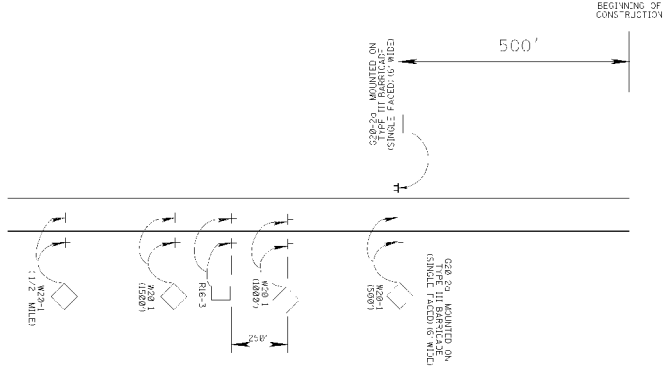 BEGINNING OF
CONSTRUCTION
500'
G20-2a MOUNTED ON
TYPE III BARRICADE
(SINGLE FACED)(6' WIDE)
W20-1
(1/2 MILE)
W20-1
(1500')
R16-3
W20-1
(1000')
250'
W20-1
(500')
G20-2a MOUNTED ON
TYPE III BARRICADE
(SINGLE FACED)(6' WIDE)